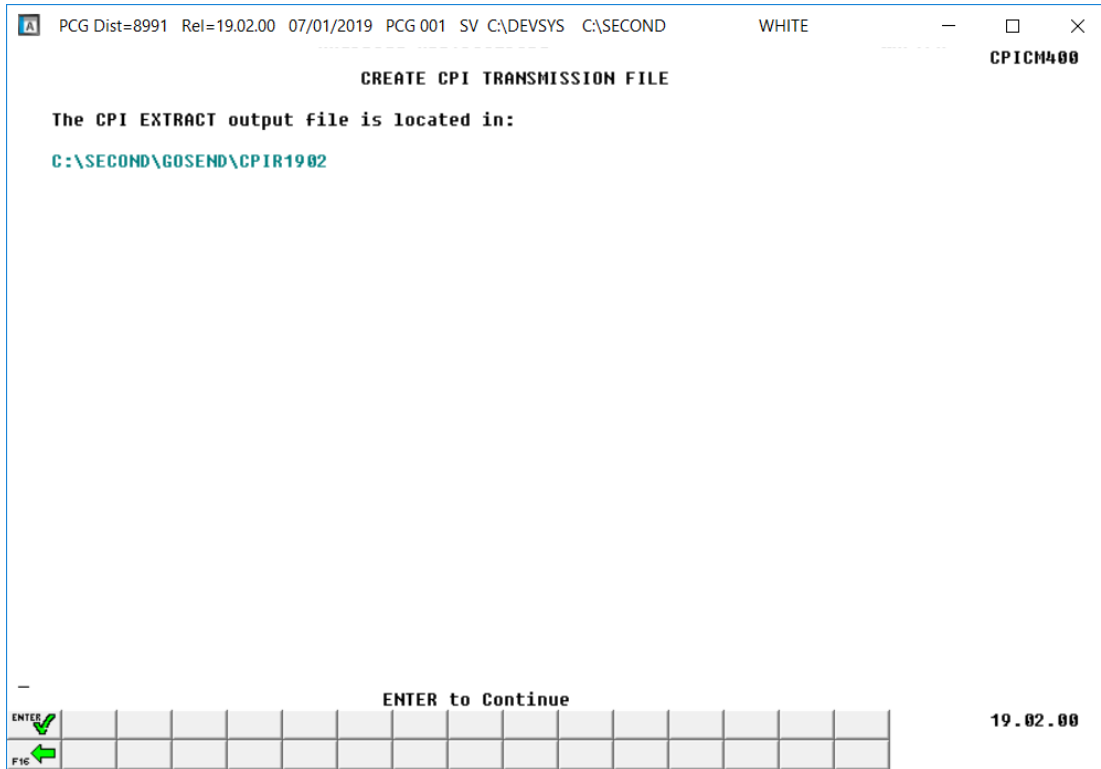 A PCG Dist=8991 Rel=19.02.00 07/01/2019 PCG 001 SV C:\DEVSYS C:\SECOND WHITE
CPICM400
CREATE CPI TRANSMISSION FILE
The CPI EXTRACT output file is located in:
C:\SECOND\GOSEND\CPIR1902
ENTER to Continue
ENTER
19.02.00
F16